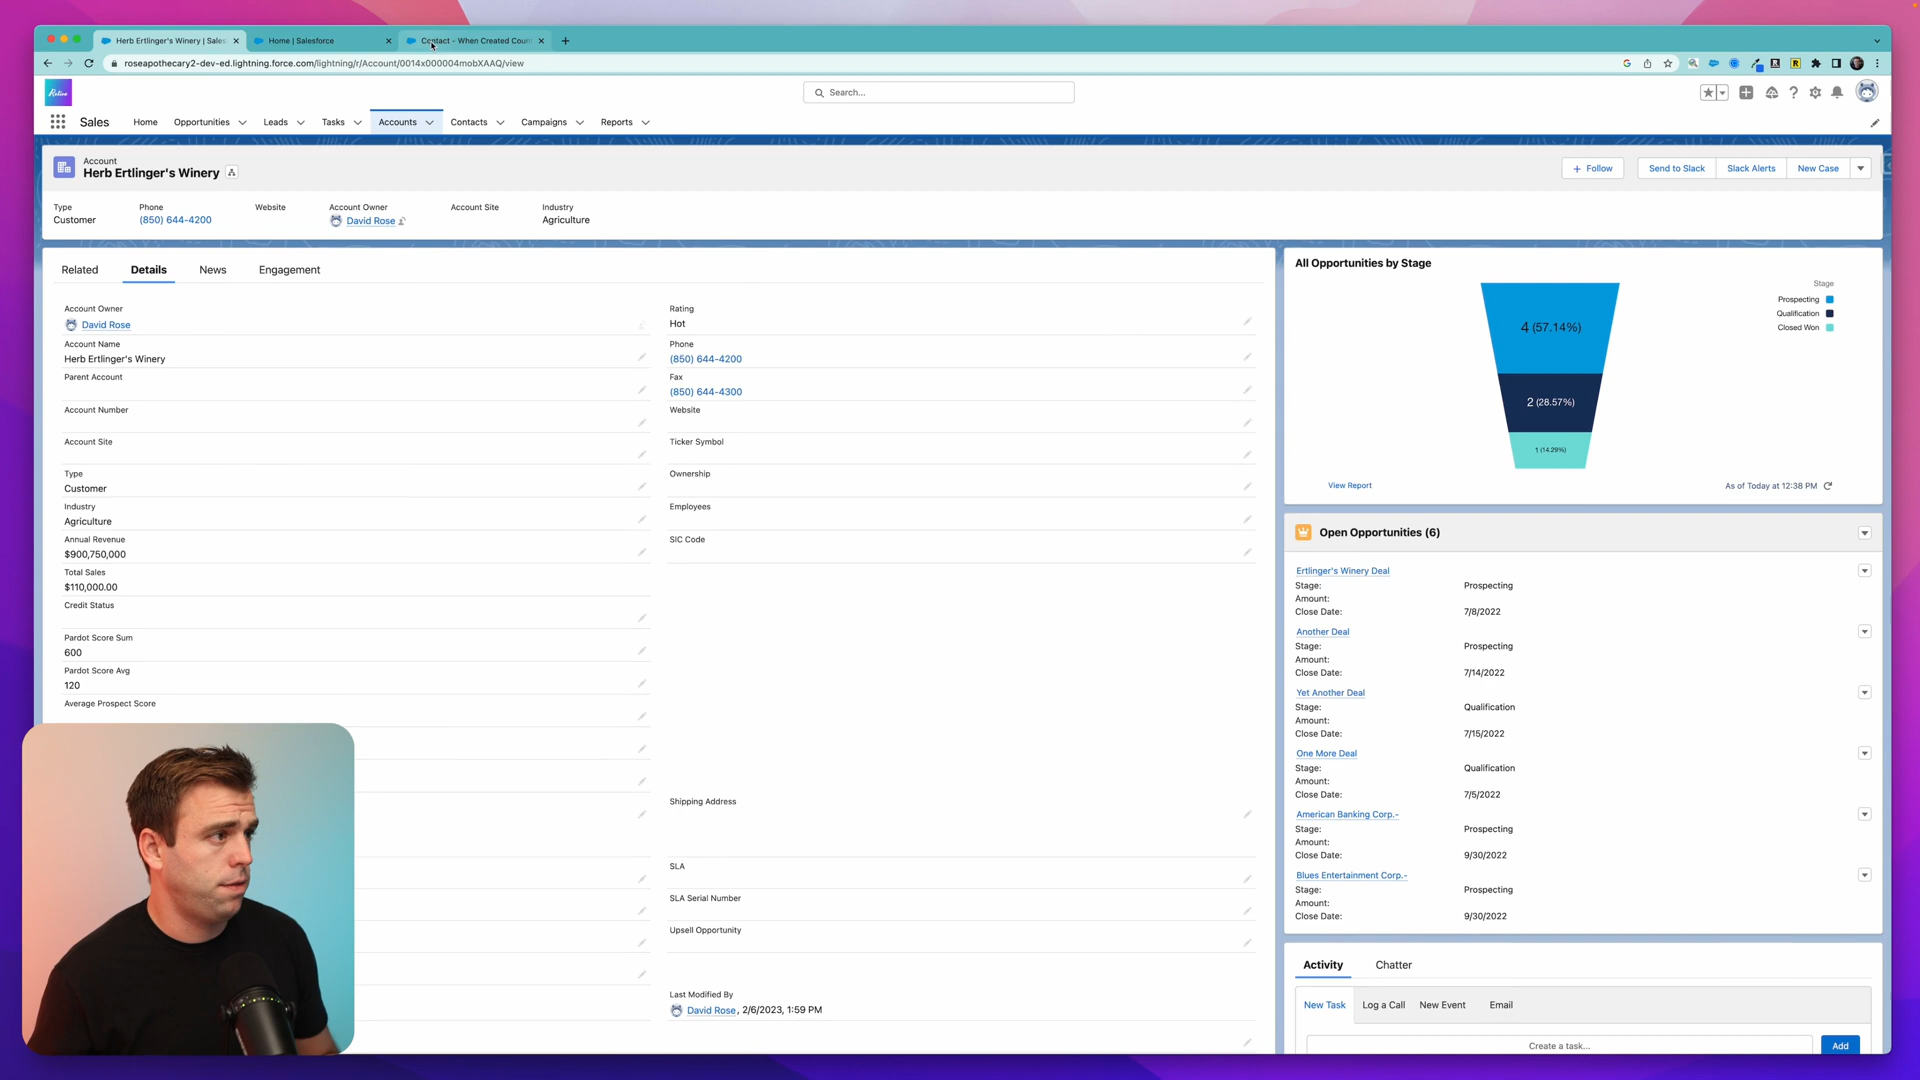 Herb Ertlinger's Winery | Sales
Home | Salesforce
Contact - When Created Coun
roseapothecary2-dev-ed.lightning.force.com/lightning/r/Account/0014x000004mobXAAQ/view
Search...
Sales Home Opportunities Leads Tasks Accounts Contacts Campaigns Reports
Account
Herb Ertlinger's Winery
+ Follow Send to Slack Slack Alerts New Case
Type Phone Website Account Owner Account Site Industry
Customer (850) 644-4200 David Rose Agriculture
Related Details News Engagement
Account Owner
David Rose
Account Name
Herb Ertlinger's Winery
Parent Account
Account Number
Account Site
Type
Customer
Industry
Agriculture
Annual Revenue
$900,750,000
Total Sales
$110,000.00
Credit Status
Pardot Score Sum
600
Pardot Score Avg
120
Average Prospect Score
Rating
Hot
Phone
(850) 644-4200
Fax
(850) 644-4300
Website
Ticker Symbol
Ownership
Employees
SIC Code
Shipping Address
SLA
SLA Serial Number
Upsell Opportunity
Last Modified By
David Rose, 2/6/2023, 1:59 PM
All Opportunities by Stage
Stage
Prospecting
Qualification
Closed Won
4 (57.14%)
2 (28.57%)
1 (14.29%)
View Report
As of Today at 12:38 PM
Open Opportunities (6)
Ertlinger's Winery Deal
Stage: Prospecting
Amount:
Close Date: 7/8/2022
Another Deal
Stage: Prospecting
Amount:
Close Date: 7/14/2022
Yet Another Deal
Stage: Qualification
Amount:
Close Date: 7/15/2022
One More Deal
Stage: Qualification
Amount:
Close Date: 7/5/2022
American Banking Corp.-
Stage: Prospecting
Amount:
Close Date: 9/30/2022
Blues Entertainment Corp.-
Stage: Prospecting
Amount:
Close Date: 9/30/2022
Activity Chatter
New Task Log a Call New Event Email
Create a task...
Add